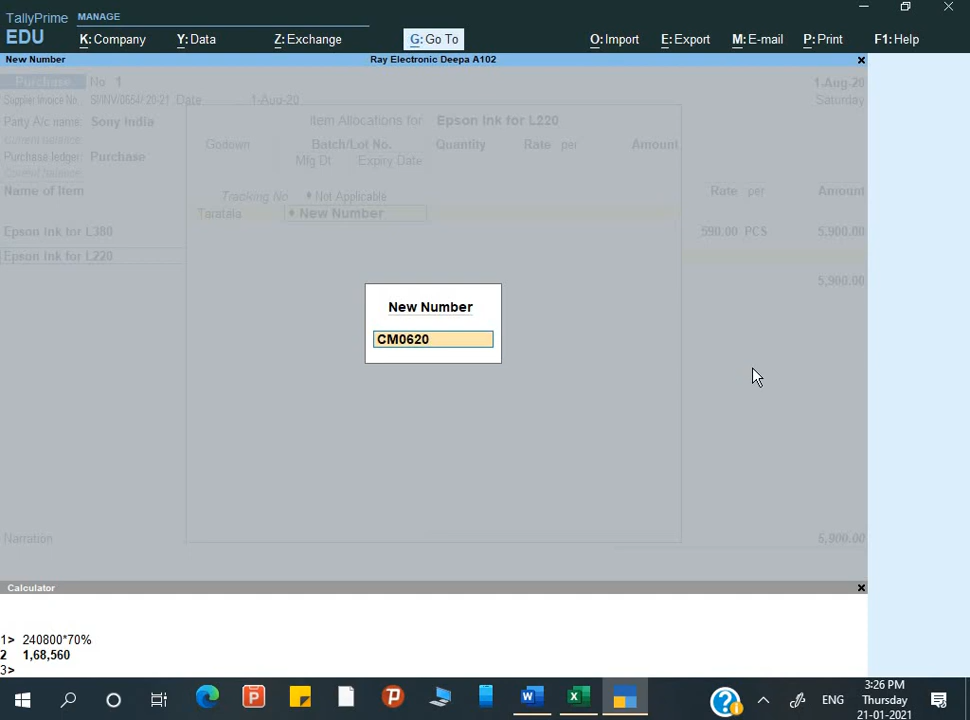 TallyPrime MANAGE
EDU K: Company Y: Data Z: Exchange G: Go To O: Import E: Export M: E-mail P: Print F1: Help
New Number Ray Electronic Deepa A102
Purchase No 1 1-Aug-20
Supplier Invoice No. SI/INV/0654/ 20-21 Date 1-Aug-20 Saturday
Party A/c name: Sony India Item Allocations for Epson Ink for L220
Current balance:
Godown Batch/Lot No. Quantity Rate per Amount
Purchase ledger: Purchase Mfg Dt Expiry Date
Current balance:
Name of Item Rate per Amount
Tracking No ♦ Not Applicable
Taratala ♦ New Number
Epson Ink for L380 590.00 PCS 5,900.00
Epson Ink for L220
5,900.00
New Number
CM0620
Narration 5,900.00
Calculator
1> 240800*70%
2 1,68,560
3>
3:26 PM
ENG Thursday
21-01-2021